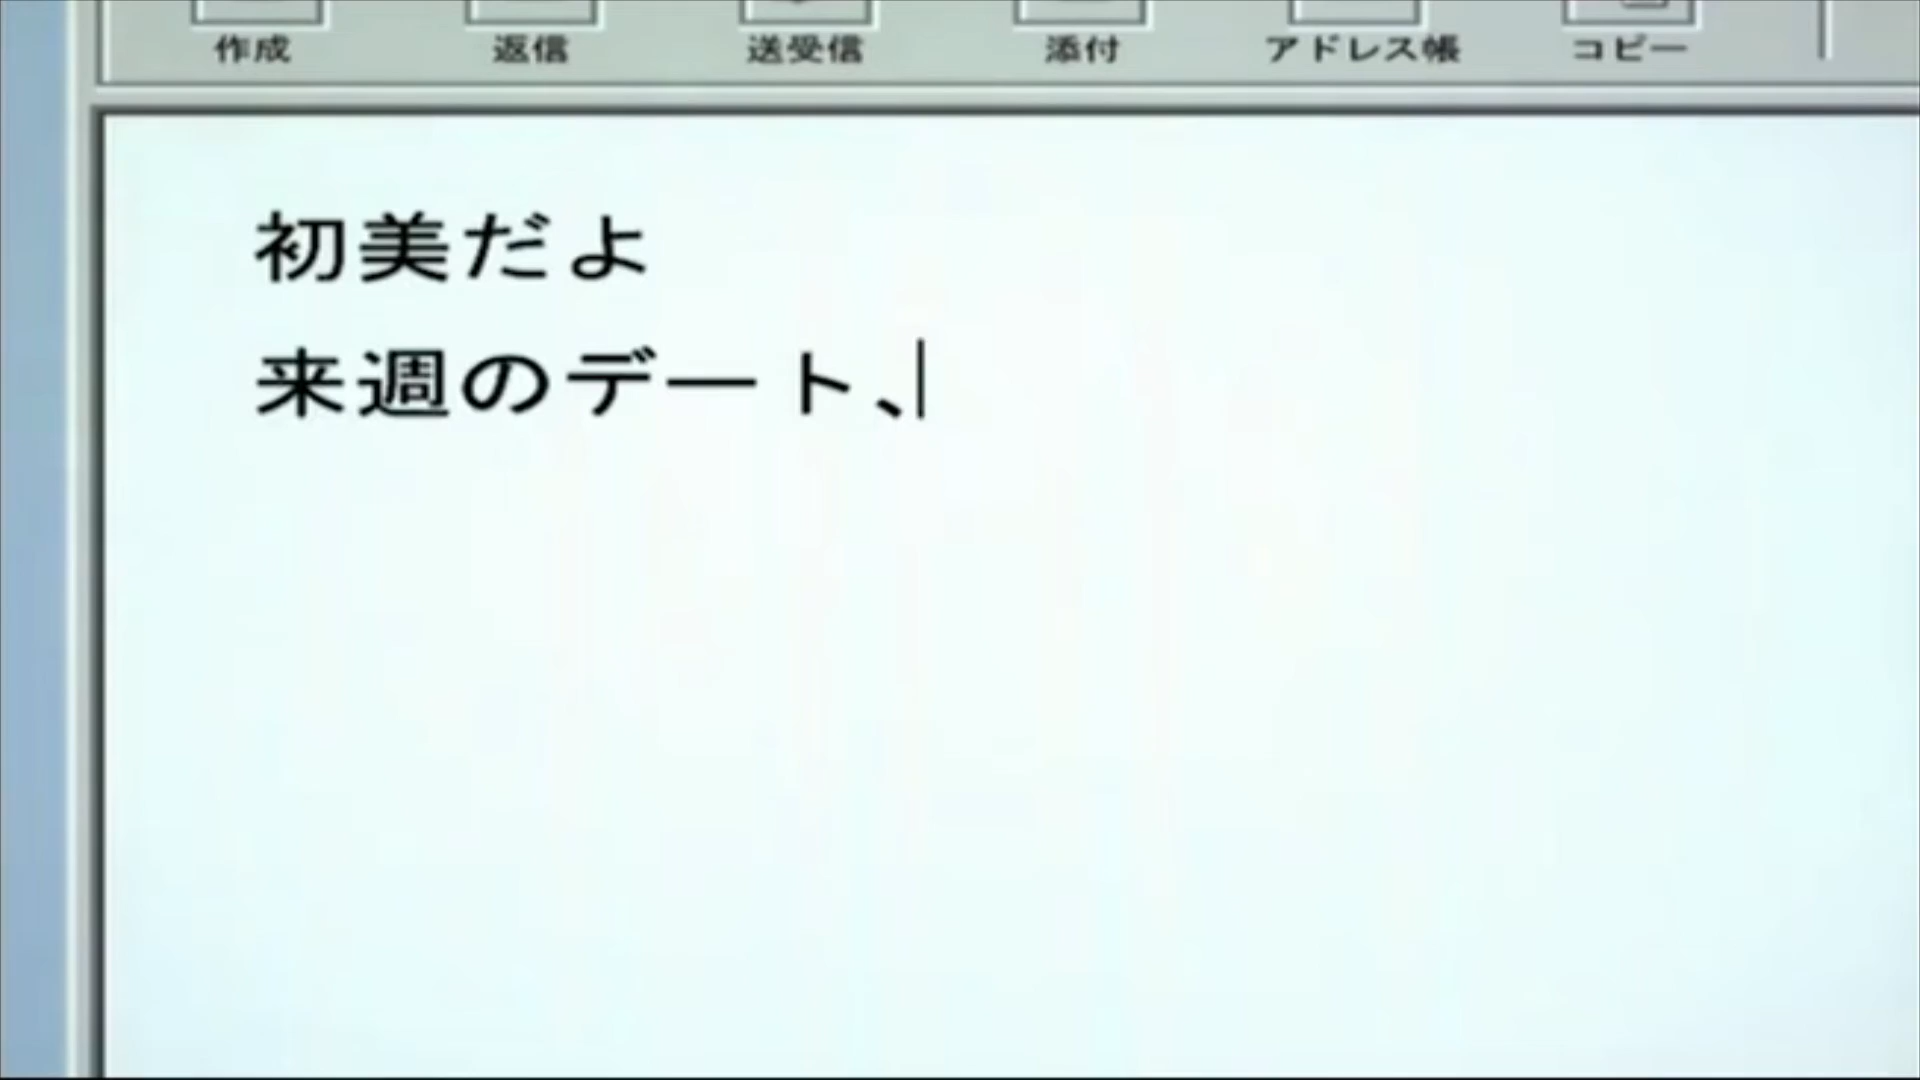 作成 返信 送受信 添付 アドレス帳 コピー
初美だよ
来週のデート、